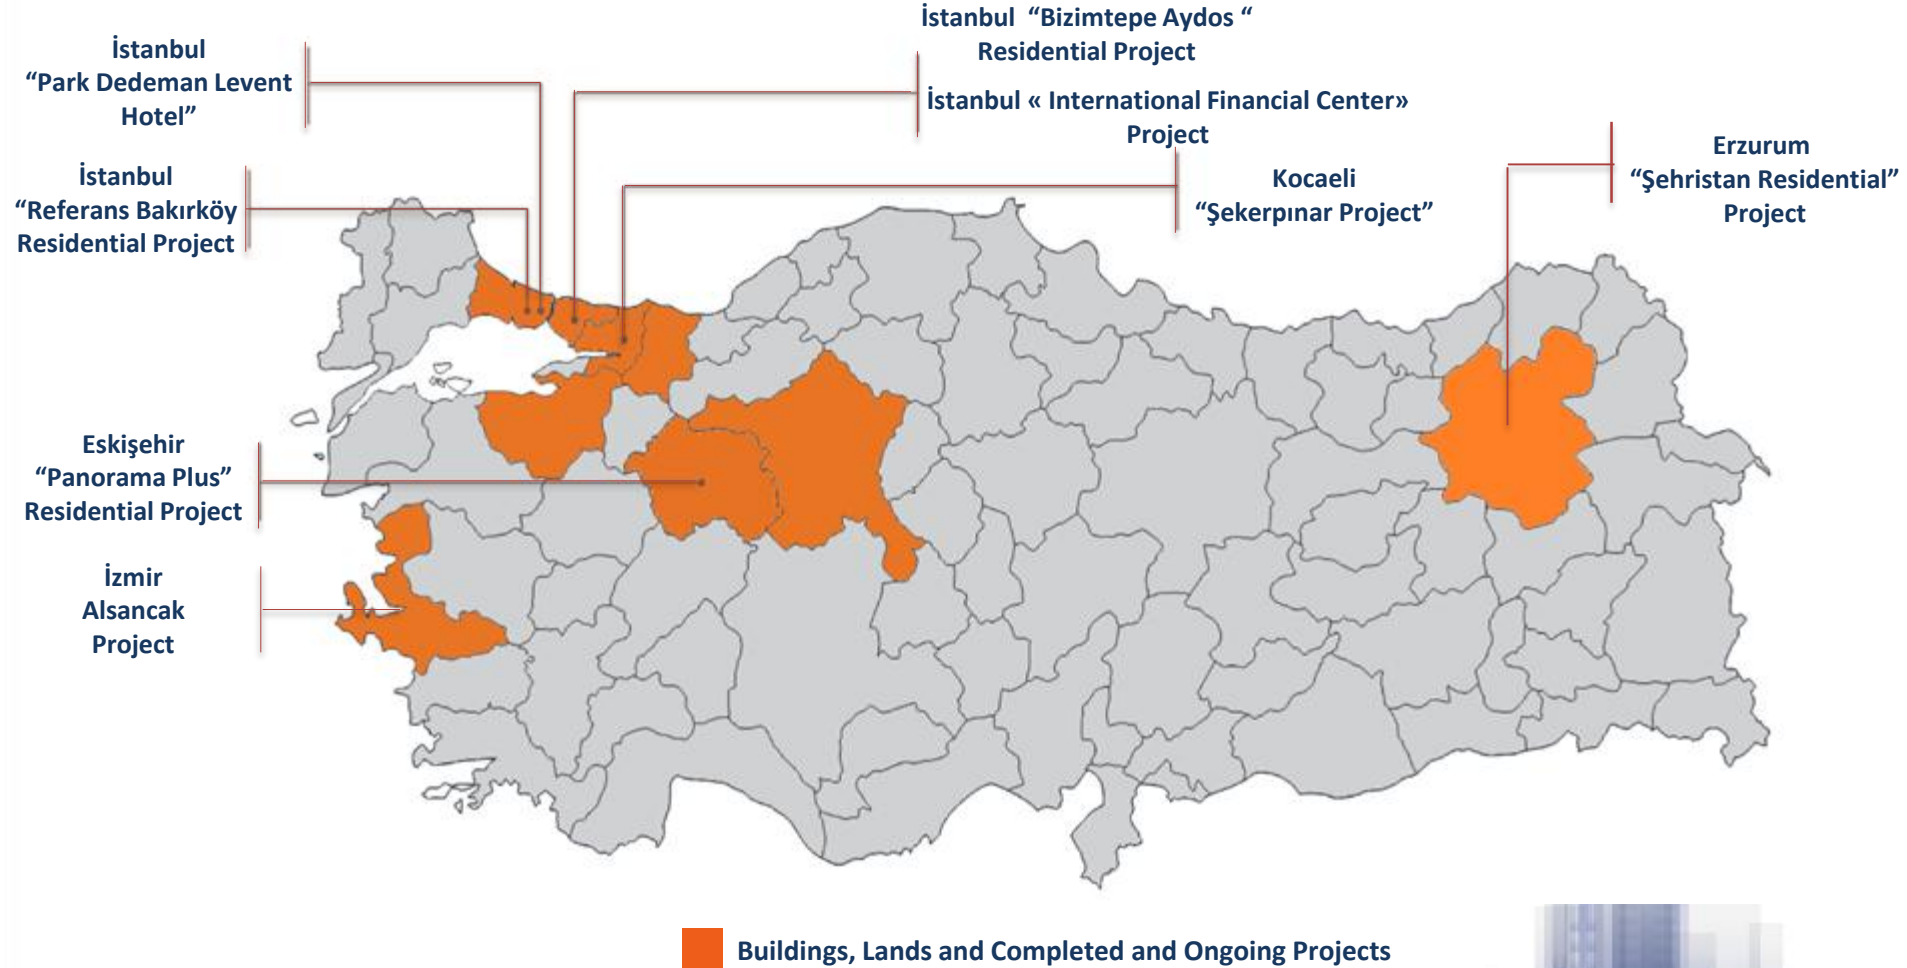 İstanbul
“Park Dedeman Levent
Hotel”
İstanbul “Bizimtepe Aydos “
Residential Project
İstanbul « International Financial Center»
Project
İstanbul
“Referans Bakırköy
Residential Project
Kocaeli
“Şekerpınar Project”
Erzurum
“Şehristan Residential”
Project
Eskişehir
“Panorama Plus”
Residential Project
İzmir
Alsancak
Project
Buildings, Lands and Completed and Ongoing Projects